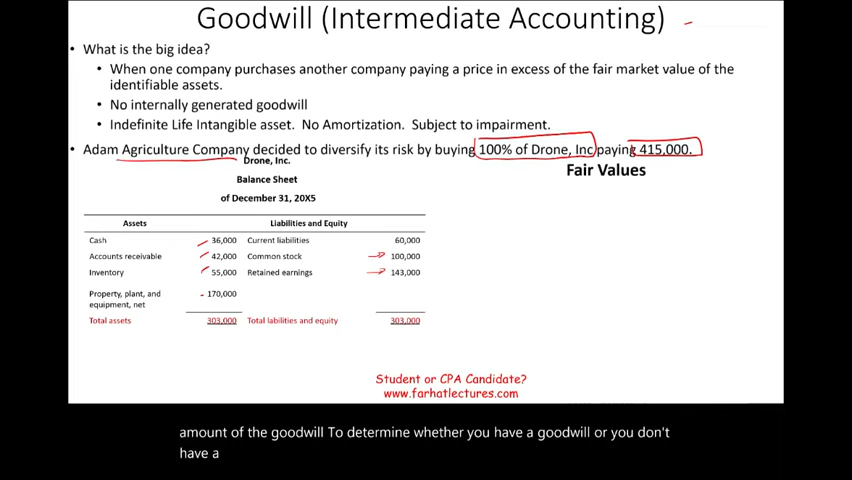 Goodwill (Intermediate Accounting)
• What is the big idea?
• When one company purchases another company paying a price in excess of the fair market value of the
identifiable assets.
• No internally generated goodwill
• Indefinite Life Intangible asset. No Amortization. Subject to impairment.
• Adam Agriculture Company decided to diversify its risk by buying 100% of Drone, Inc paying 415,000.
Fair Values
Drone, Inc.
Balance Sheet
of December 31, 20X5
Assets Liabilities and Equity
Cash 36,000 Current liabilities 60,000
Accounts receivable 42,000 Common stock 100,000
Inventory 55,000 Retained earnings 143,000
Property, plant, and
equipment, net 170,000
Total assets 303,000 Total labilities and equity 303,000
Student or CPA Candidate?
www.farhatlectures.com
amount of the goodwill To determine whether you have a goodwill or you don't
have a